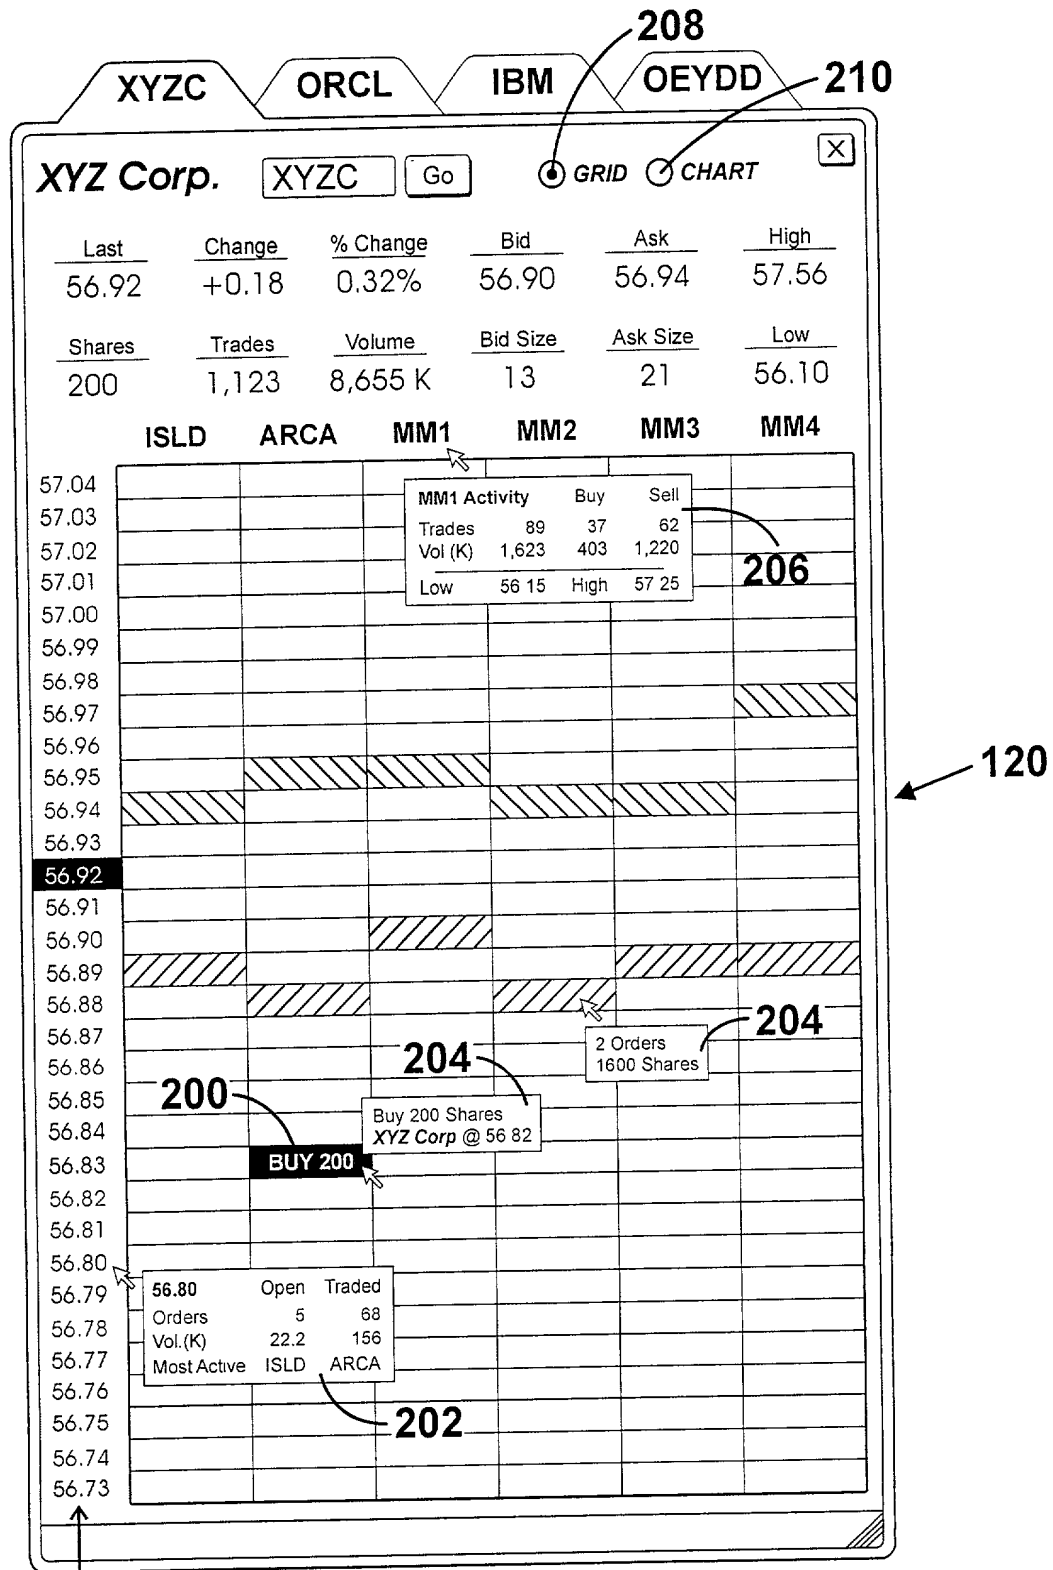 208
XYZC ORCL IBM OEYDD
210
X
XYZ Corp. XYZC Go GRID CHART
Last Change % Change Bid Ask High
56.92 +0.18 0.32% 56.90 56.94 57.56
Shares Trades Volume Bid Size Ask Size Low
200 1,123 8,655 K 13 21 56.10
ISLD ARCA MM1 MM2 MM3 MM4
57.04
57.03
57.02
57.01
57.00
56.99
56.98
56.97
56.96
56.95
56.94
56.93
56.92
56.91
56.90
56.89
56.88
56.87
56.86
56.85
56.84
56.83
56.82
56.81
56.80
56.79
56.78
56.77
56.76
56.75
56.74
56.73
MM1 Activity Buy Sell
Trades 89 37 62
Vol (K) 1,623 403 1,220
Low 56 15 High 57 25
206
120
2 Orders
1600 Shares
204
204
Buy 200 Shares
XYZ Corp @ 56 82
200
BUY 200
56.80 Open Traded
Orders 5 68
Vol.(K) 22.2 156
Most Active ISLD ARCA
202